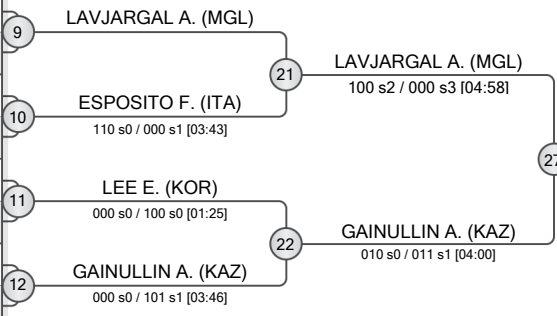 LAVJARGAL A. (MGL)
9
21
LAVJARGAL A. (MGL)
100 s2 / 000 s3 [04:58]
ESPOSITO F. (ITA)
10
110 s0 / 000 s1 [03:43]
27
LEE E. (KOR)
11
000 s0 / 100 s0 [01:25]
22
GAINULLIN A. (KAZ)
010 s0 / 011 s1 [04:00]
GAINULLIN A. (KAZ)
12
000 s0 / 101 s1 [03:46]